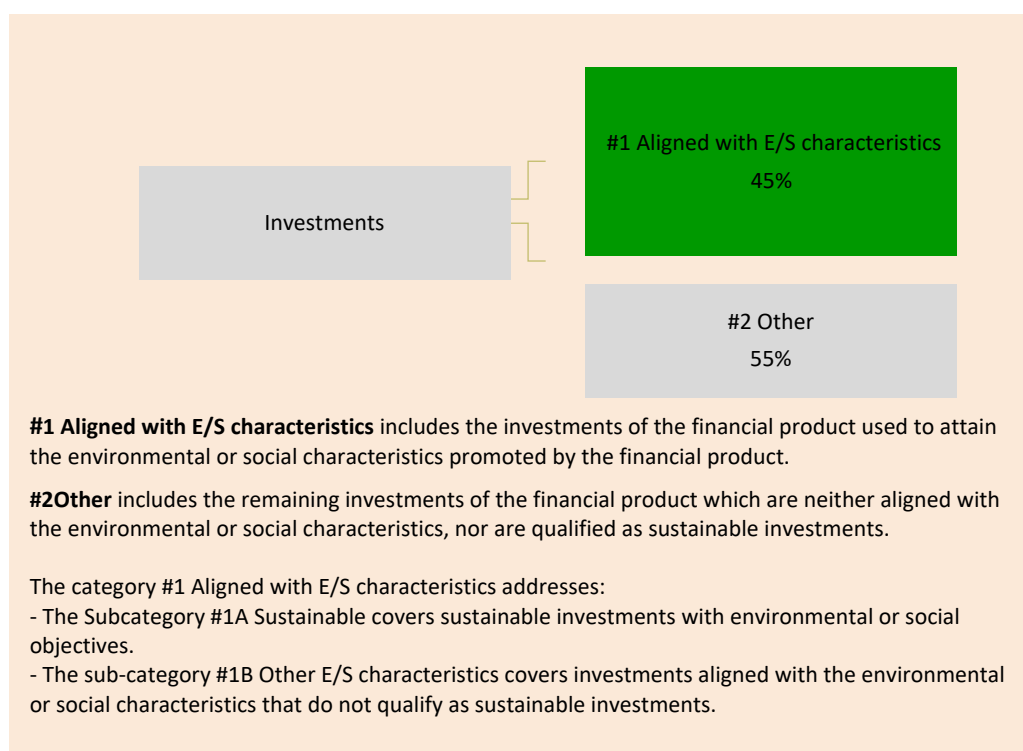 #1 Aligned with E/S characteristics
45%
Investments
#2 Other
55%
#1 Aligned with E/S characteristics includes the investments of the financial product used to attain
the environmental or social characteristics promoted by the financial product.
#2Other includes the remaining investments of the financial product which are neither aligned with
the environmental or social characteristics, nor are qualified as sustainable investments.
The category #1 Aligned with E/S characteristics addresses:
- The Subcategory #1A Sustainable covers sustainable investments with environmental or social
objectives.
- The sub-category #1B Other E/S characteristics covers investments aligned with the environmental
or social characteristics that do not qualify as sustainable investments.